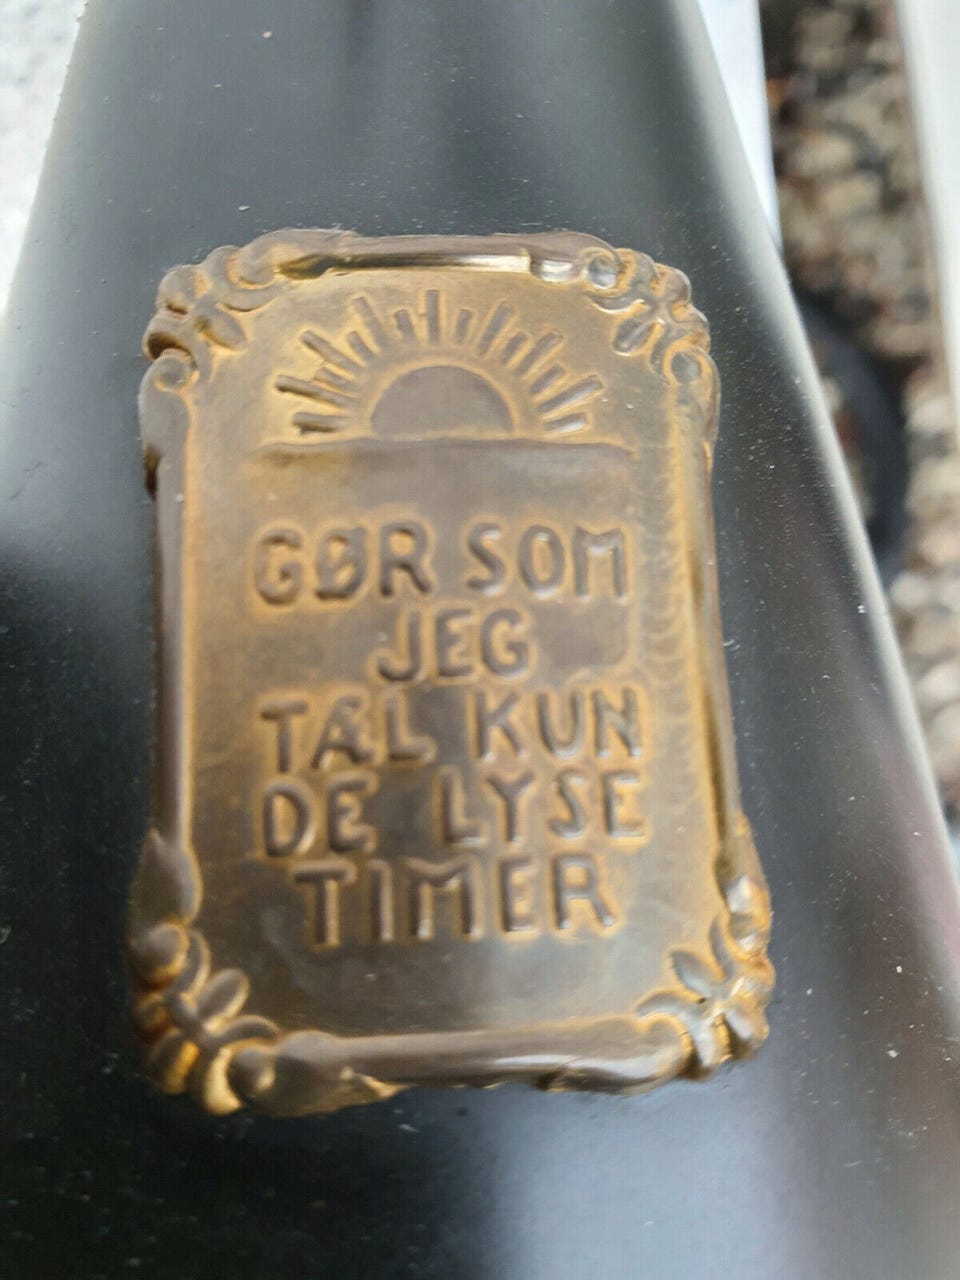 GØR SOM
JEG
TÆL KUN
DE LYSE
TIMER